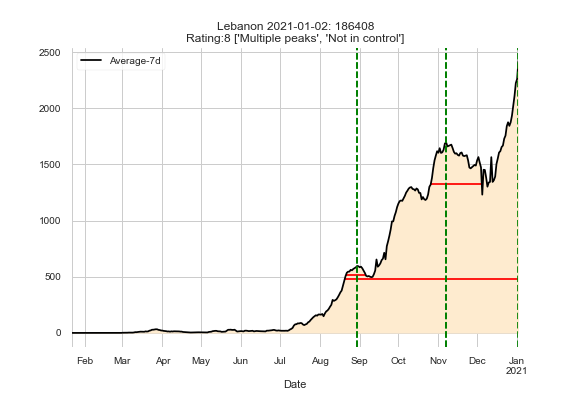 Lebanon 2021-01-02: 186408
Rating:8 ['Multiple peaks', 'Not in control']
Average-7d
2500
2000
1500
1000
500
0
Feb Mar Apr May Jun Jul Aug Sep Oct Nov Dec Jan
2021
Date